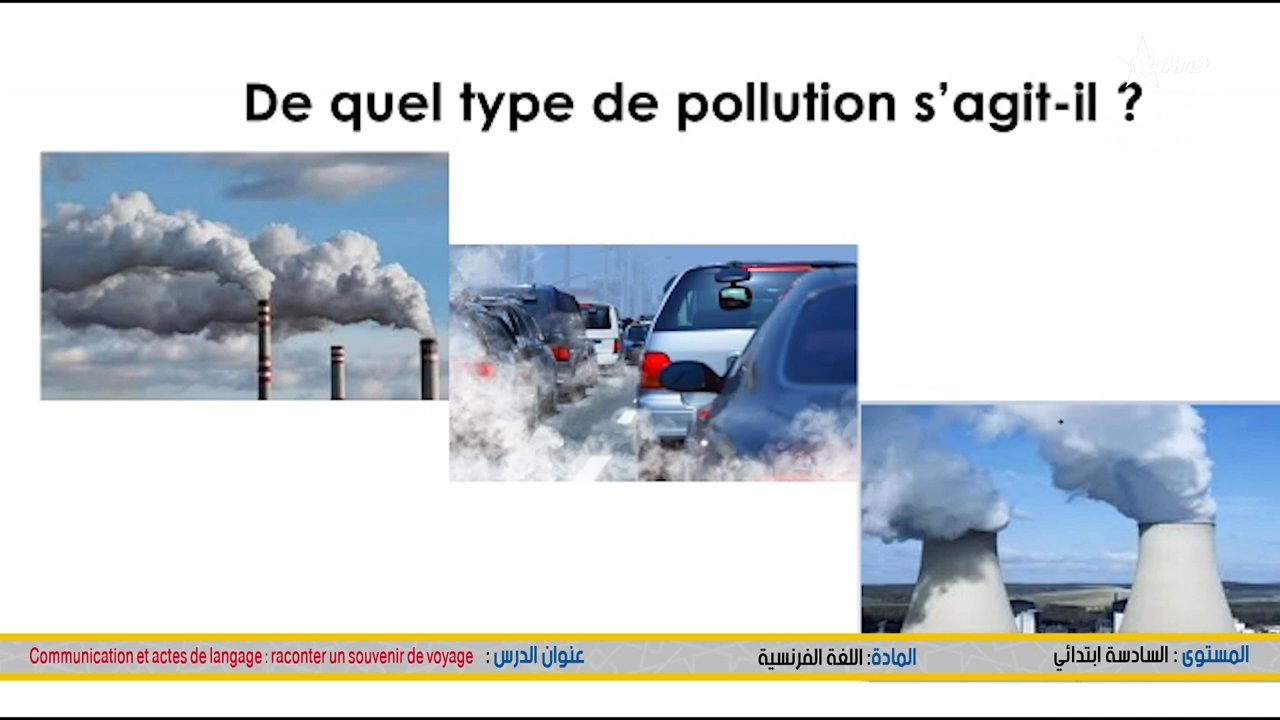 De quel type de pollution s'agit-il ?
المستوى : السادسة ابتدائي
المادة: اللغة الفرنسية
عنوان الدرس : Communication et actes de langage : raconter un souvenir de voyage